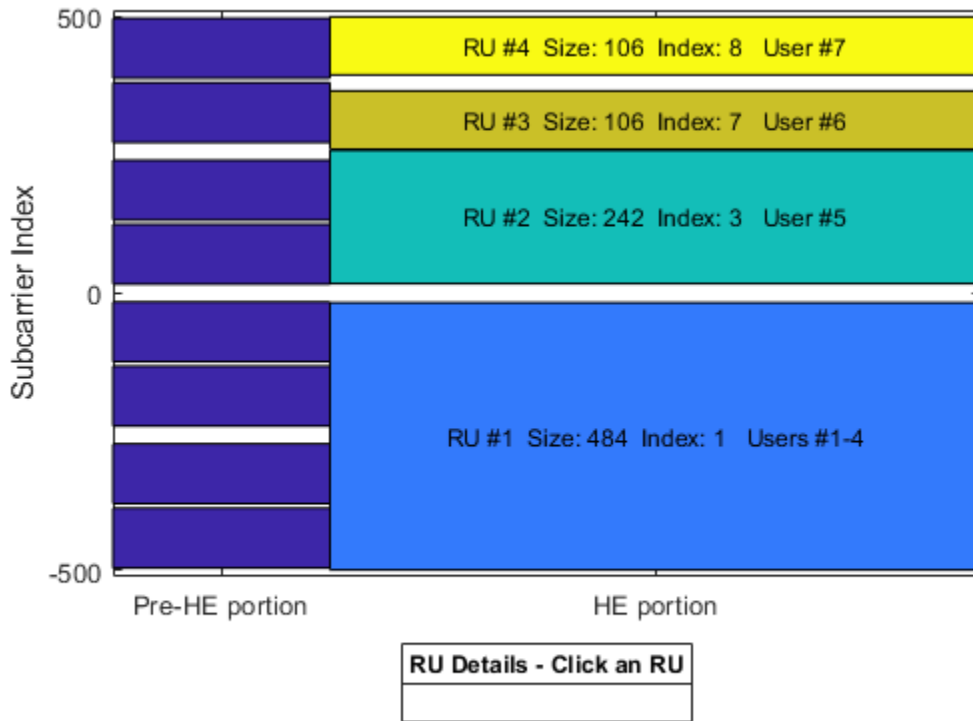 500
RU #4 Size: 106 Index: 8 User #7
RU #3 Size: 106 Index: 7 User #6
RU #2 Size: 242 Index: 3 User #5
Subcarrier Index
0
RU #1 Size: 484 Index: 1 Users #1-4
-500
Pre-HE portion
HE portion
RU Details - Click an RU